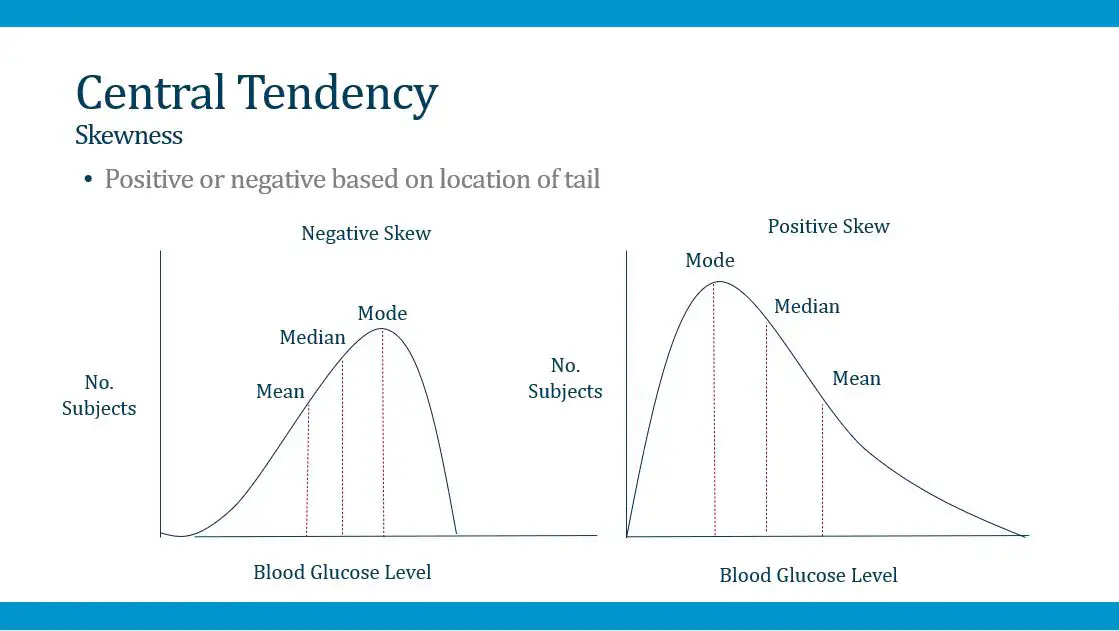 Central Tendency
Skewness
• Positive or negative based on location of tail
Negative Skew
Mode
Median
Mean
No.
Subjects
Blood Glucose Level
Positive Skew
Mode
Median
Mean
No.
Subjects
Blood Glucose Level